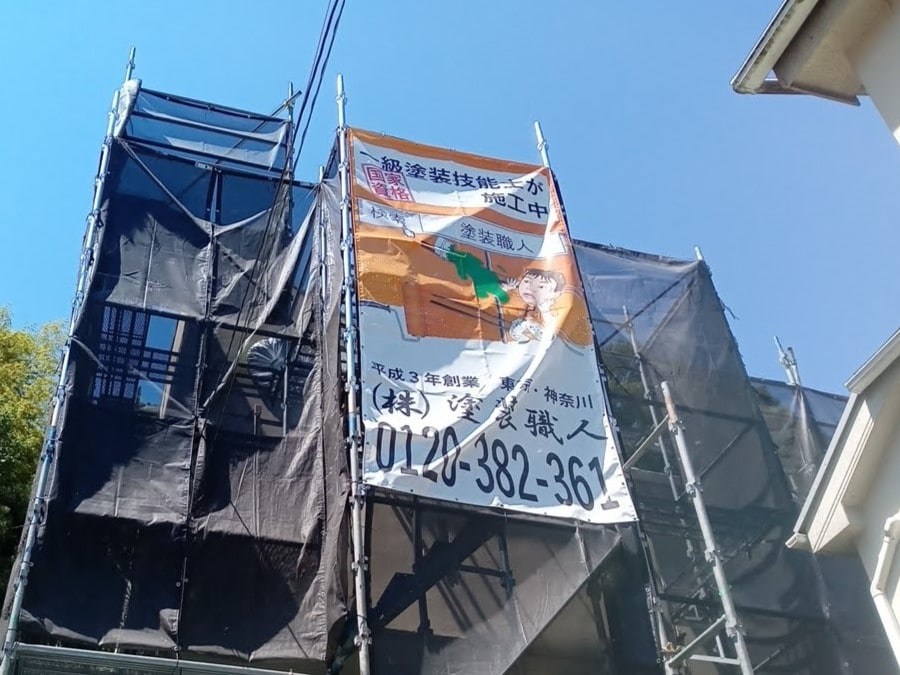 一級塗装技能士が
国家
資格
施工中
検索
塗装職人
平成3年創業 東京・神奈川
(株)塗装職人
0120-382-361